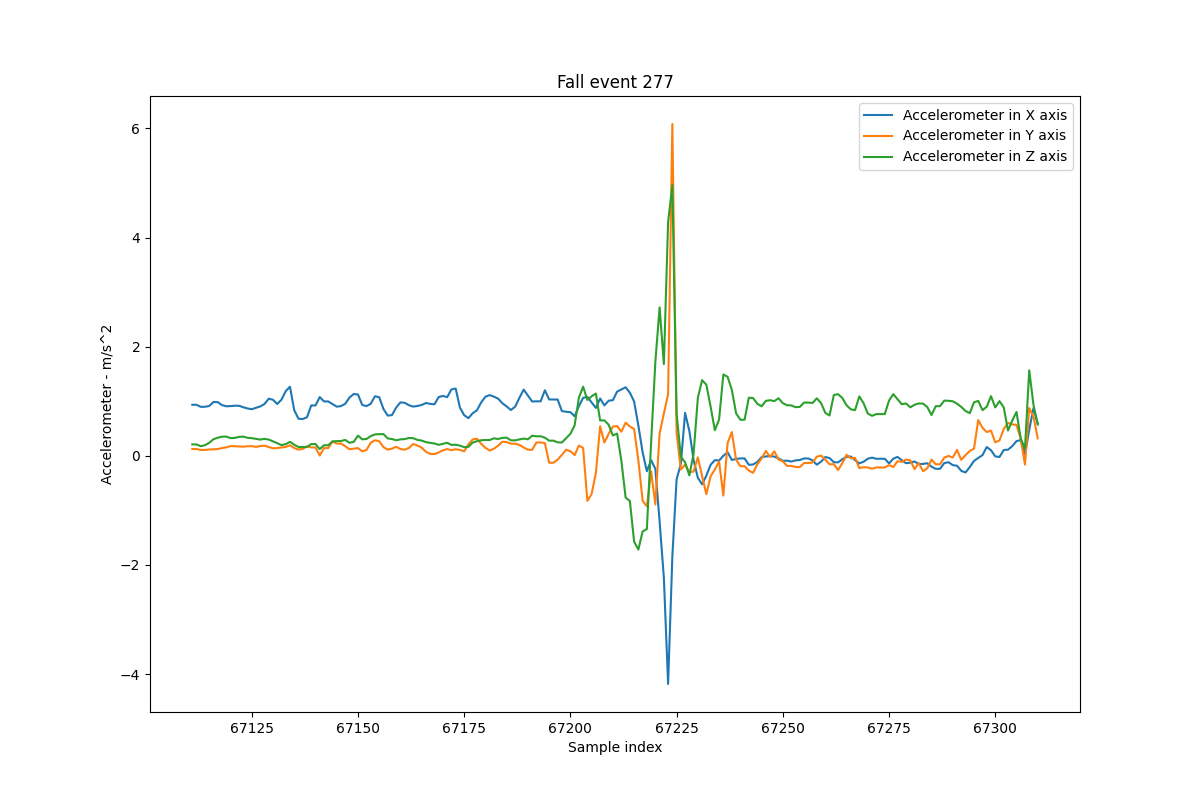 Fall event 277
Accelerometer in X axis
Accelerometer in Y axis
Accelerometer in Z axis
6
4
2
0
−2
−4
Accelerometer - m/s^2
67125 67150 67175 67200 67225 67250 67275 67300
Sample index